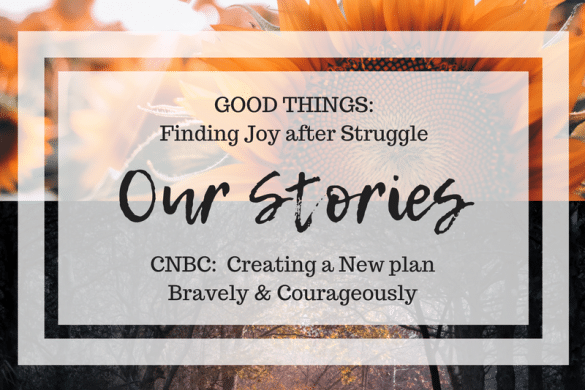 GOOD THINGS:
Finding Joy after Struggle
Our Stories
CNBC: Creating a New plan
Bravely & Courageously